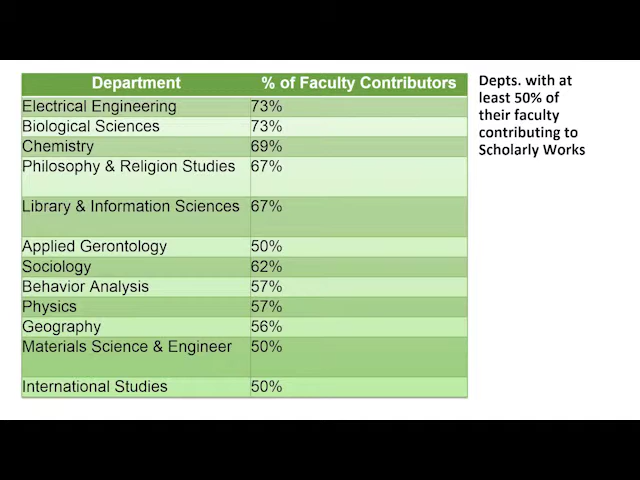 Department % of Faculty Contributors
Electrical Engineering 73%
Biological Sciences 73%
Chemistry 69%
Philosophy & Religion Studies 67%
Library & Information Sciences 67%
Applied Gerontology 50%
Sociology 62%
Behavior Analysis 57%
Physics 57%
Geography 56%
Materials Science & Engineer 50%
International Studies 50%
Depts. with at
least 50% of
their faculty
contributing to
Scholarly Works